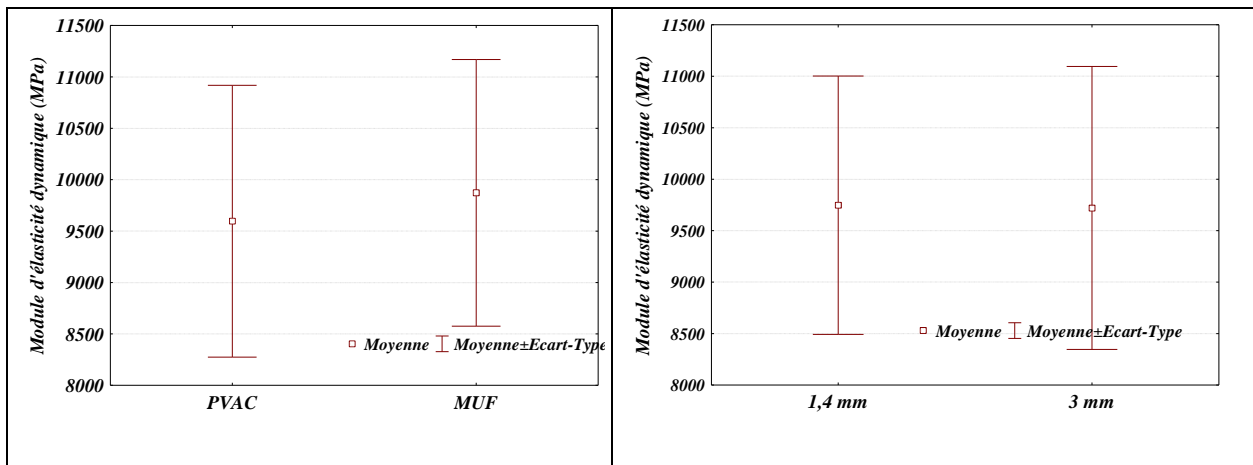 Module d'élasticité dynamique (MPa)
11500
11000
10500
10000
9500
9000
8500
8000
Moyenne Moyenne±Ecart-Type
PVAC MUF
Module d'élasticité dynamique (MPa)
11500
11000
10500
10000
9500
9000
8500
8000
Moyenne Moyenne±Ecart-Type
1,4 mm 3 mm